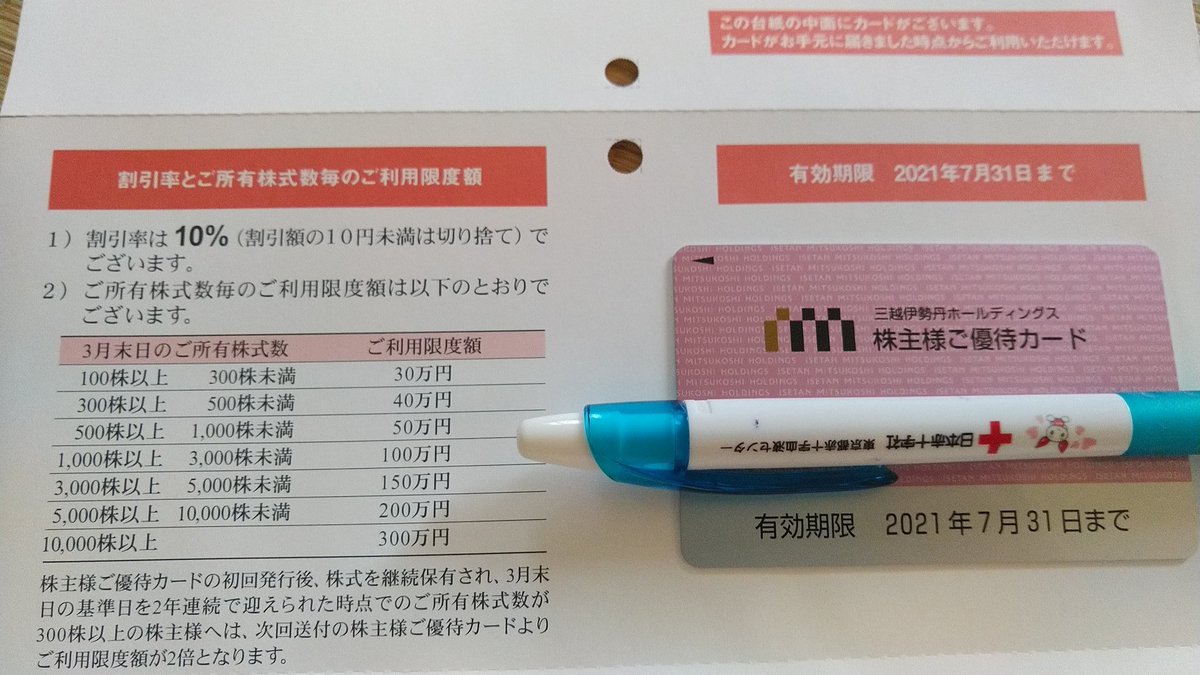 この台紙の中面にカードがございます。
カードがお手元に届きました時点からご利用いただけます。
割引率とご所有株式数毎のご利用限度額
1） 割引率は 10%（割引額の１０円未満は切り捨て）で
ございます。
2） ご所有株式数毎のご利用限度額は以下のとおりで
ございます。
3月末日のご所有株式数 ご利用限度額
100株以上 300株未満 30万円
300株以上 500株未満 40万円
500株以上 1,000株未満 50万円
1,000株以上 3,000株未満 100万円
3,000株以上 5,000株未満 150万円
5,000株以上 10,000株未満 200万円
10,000株以上 300万円
株主様ご優待カードの初回発行後、株式を継続保有され、3月末
日の基準日を2年連続で迎えられた時点でのご所有株式数が
300株以上の株主様へは、次回送付の株主様ご優待カードより
ご利用限度額が2倍となります。
有効期限 2021年7月31日まで
ISETAN MITSUKOSHI HOLDINGS
三越伊勢丹ホールディングス
株主様ご優待カード
日本赤十字社 東京都赤十字血液センター
有効期限 2021年7月31日まで